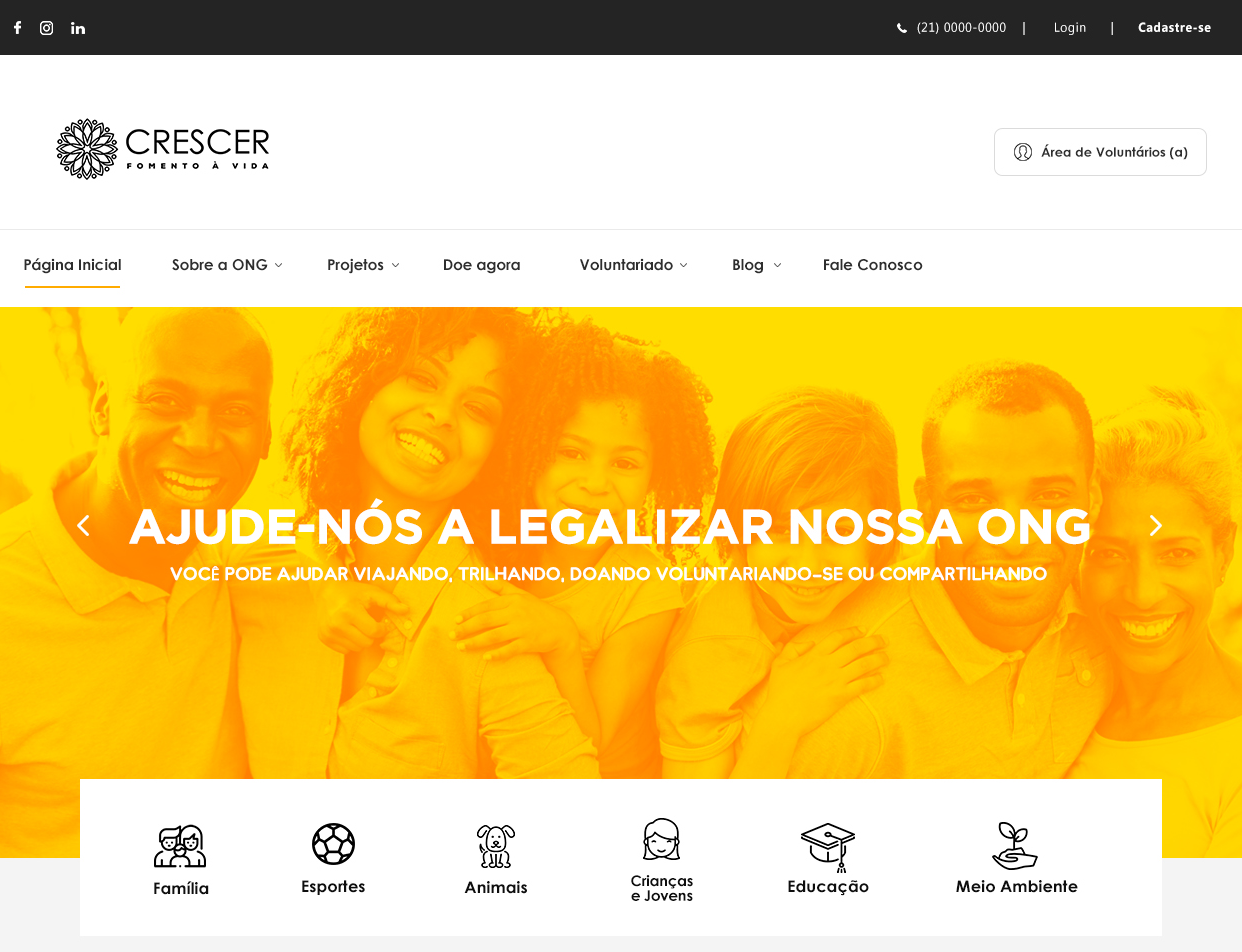 (21) 0000-0000 | Login | Cadastre-se
CRESCER
FOMENTO À VIDA
Área de Voluntários (a)
Página Inicial Sobre a ONG Projetos Doe agora Voluntariado Blog Fale Conosco
AJUDE-NÓS A LEGALIZAR NOSSA ONG
VOCÊ PODE AJUDAR VIAJANDO, TRILHANDO, DOANDO VOLUNTARIANDO-SE OU COMPARTILHANDO
Família
Esportes
Animais
Crianças
e Jovens
Educação
Meio Ambiente